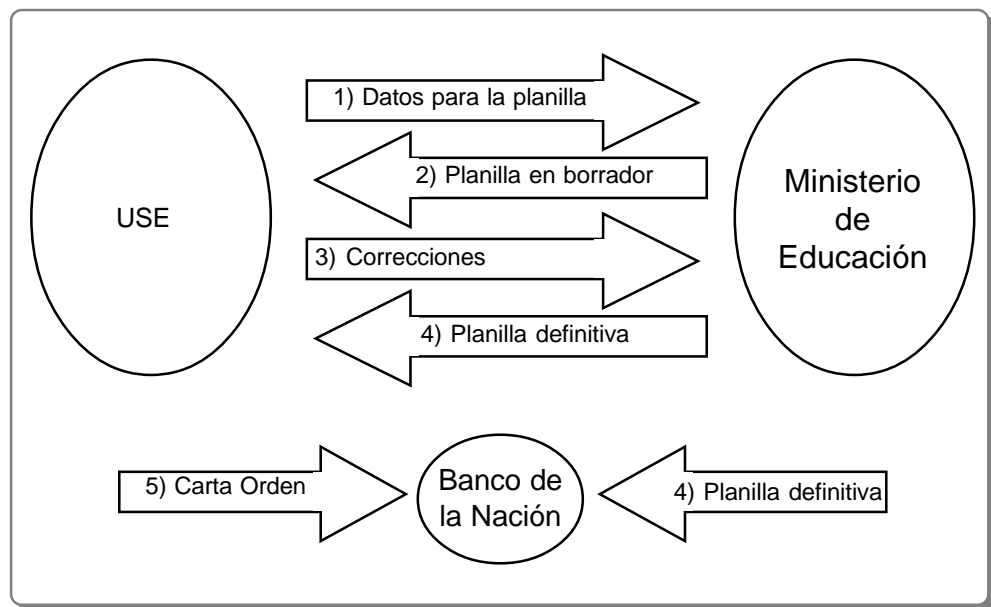 1) Datos para la planilla
2) Planilla en borrador
USE
Ministerio
de
Educación
3) Correcciones
4) Planilla definitiva
5) Carta Orden
Banco de
la Nación
4) Planilla definitiva